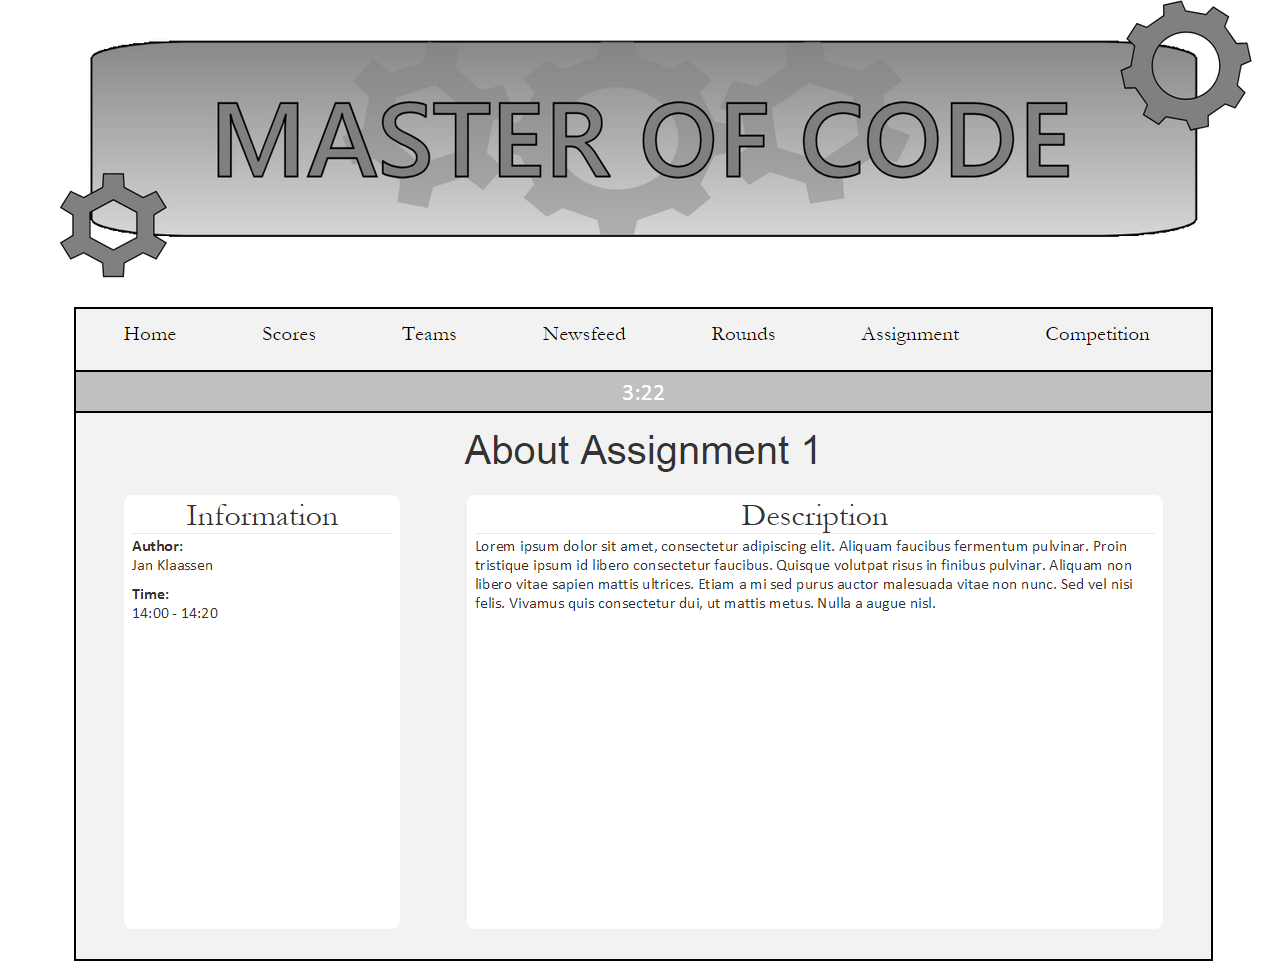 MASTER OF CODE
Home Scores Teams Newsfeed Rounds Assignment Competition
3:22
About Assignment 1
Information
Author:
Jan Klaassen
Time:
14:00 - 14:20
Description
Lorem ipsum dolor sit amet, consectetur adipiscing elit. Aliquam faucibus fermentum pulvinar. Proin
tristique ipsum id libero consectetur faucibus. Quisque volutpat risus in finibus pulvinar. Aliquam non
libero vitae sapien mattis ultrices. Etiam a mi sed purus auctor malesuada vitae non nunc. Sed vel nisi
felis. Vivamus quis consectetur dui, ut mattis metus. Nulla a augue nisl.